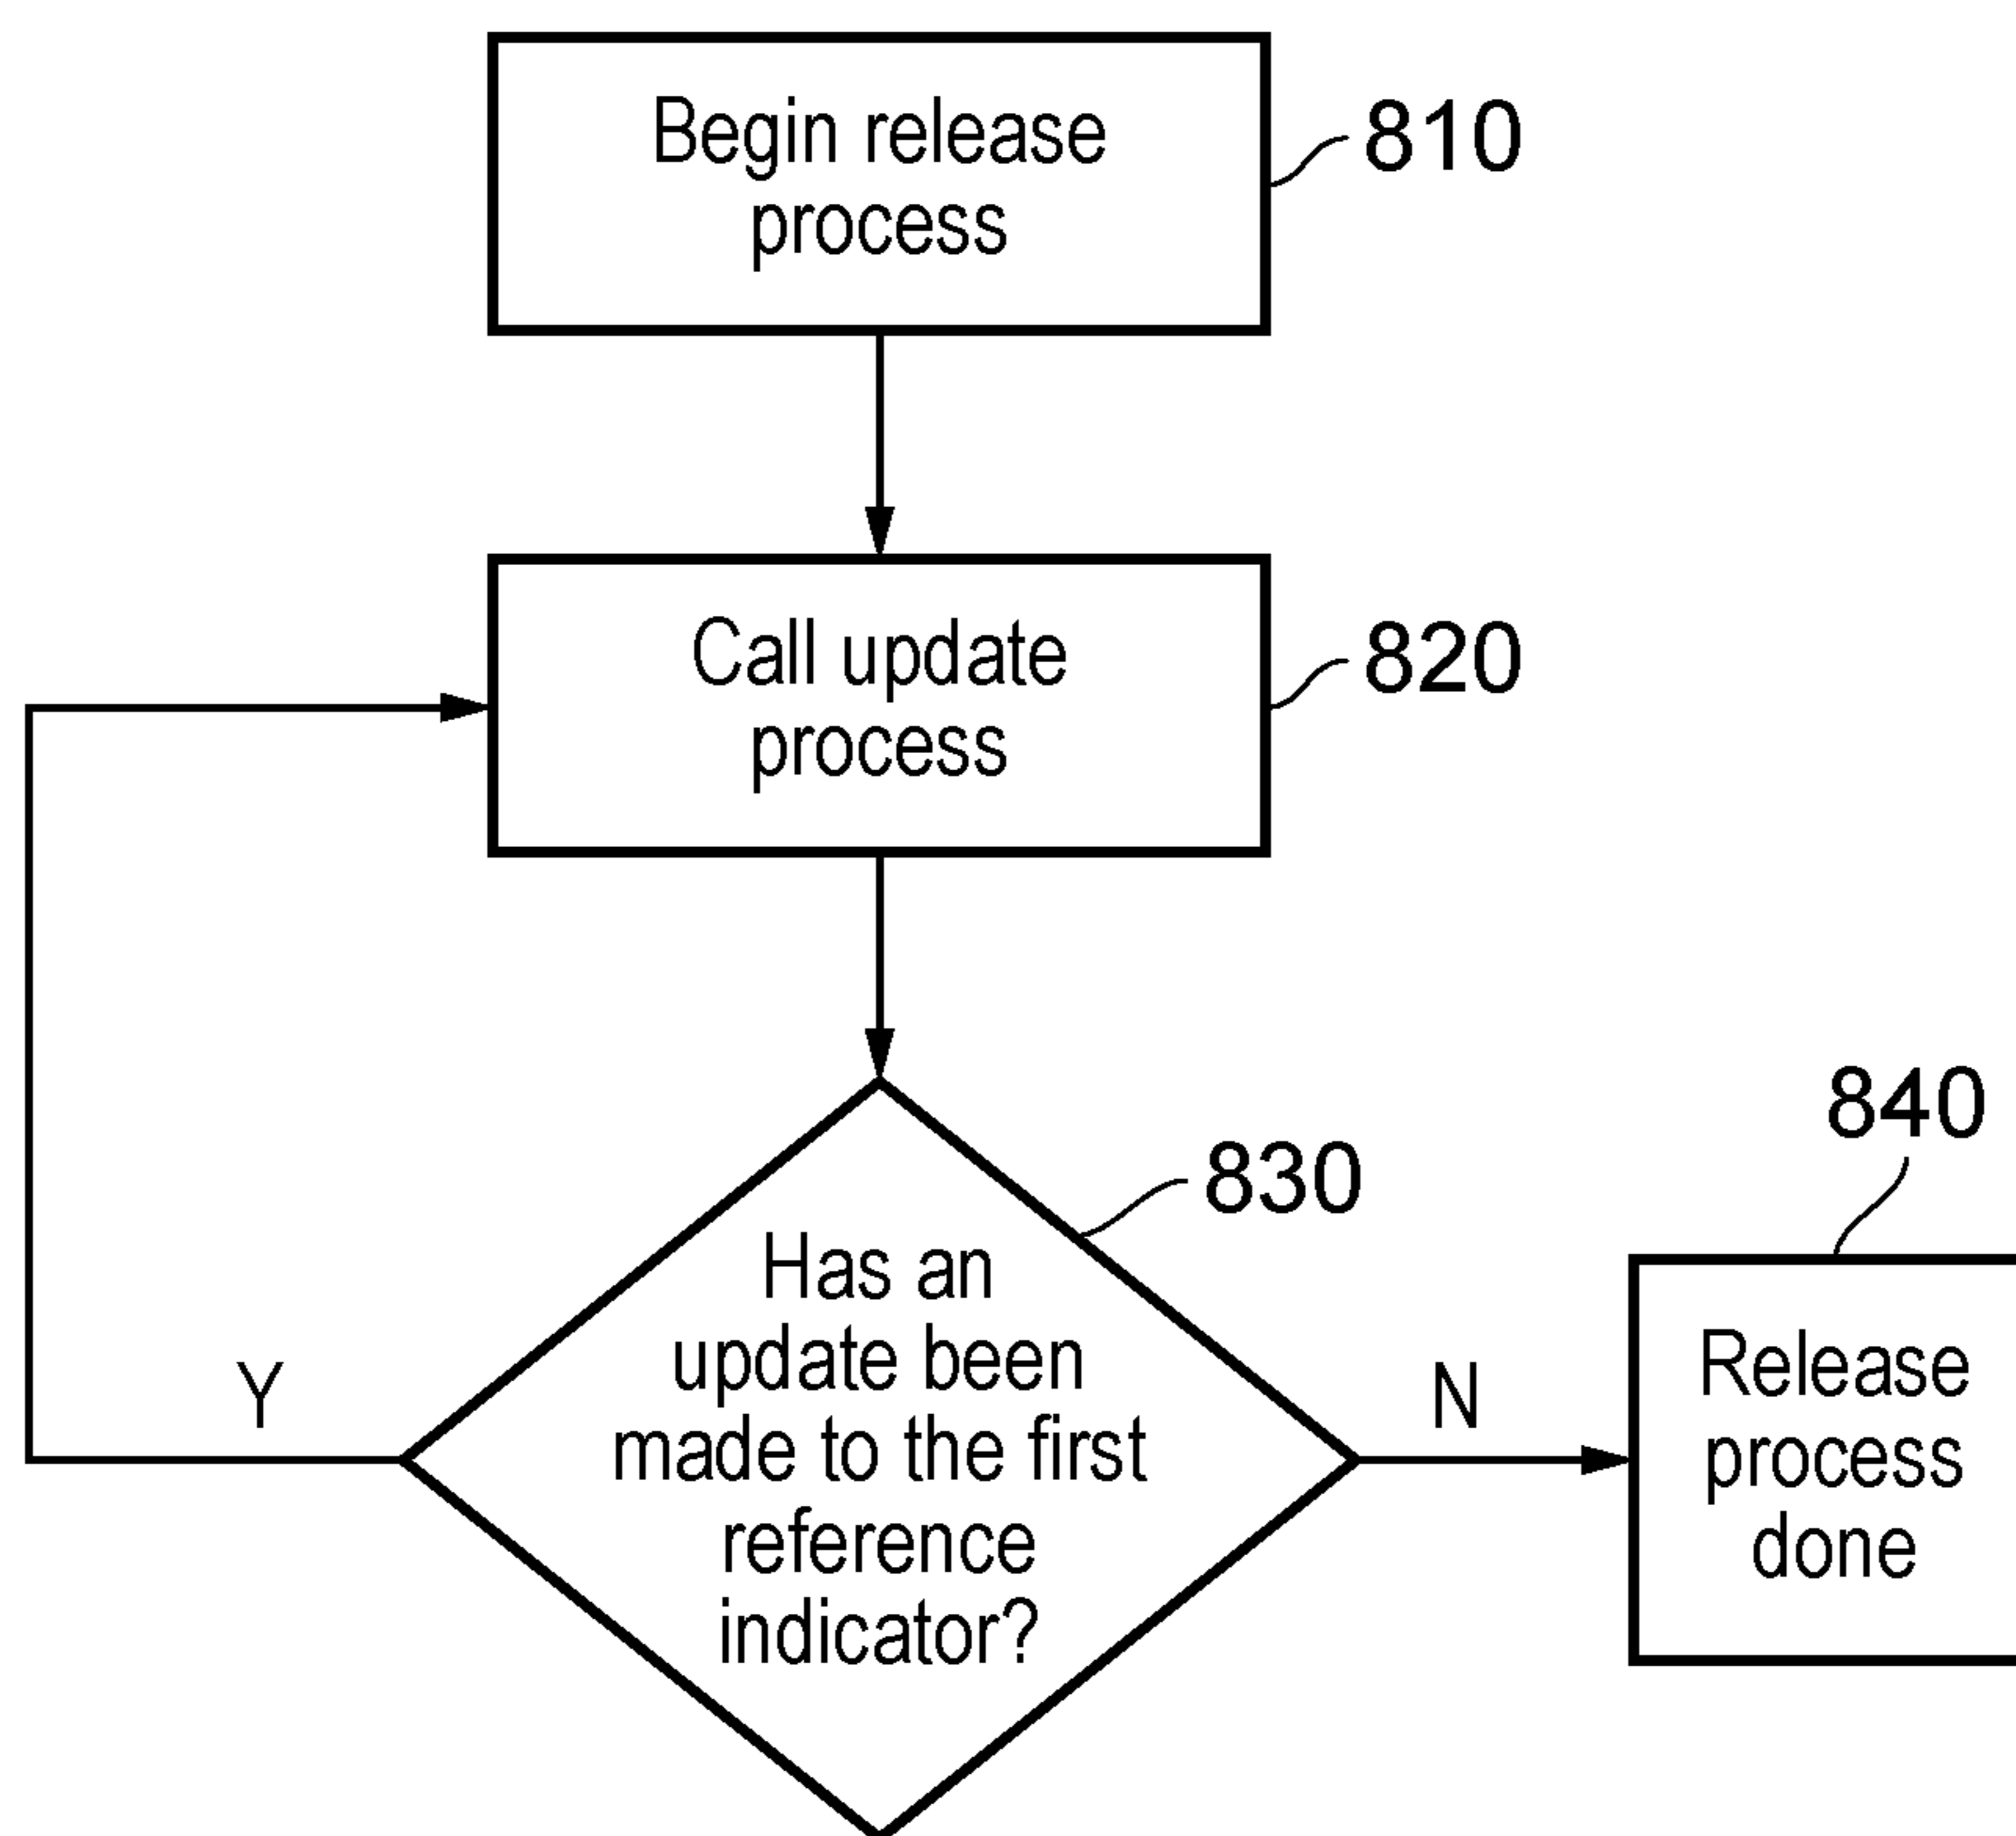 Begin release
process
810
Call update
process
820
830
Has an
update been
made to the first
reference
indicator?
Y
N
840
Release
process
done